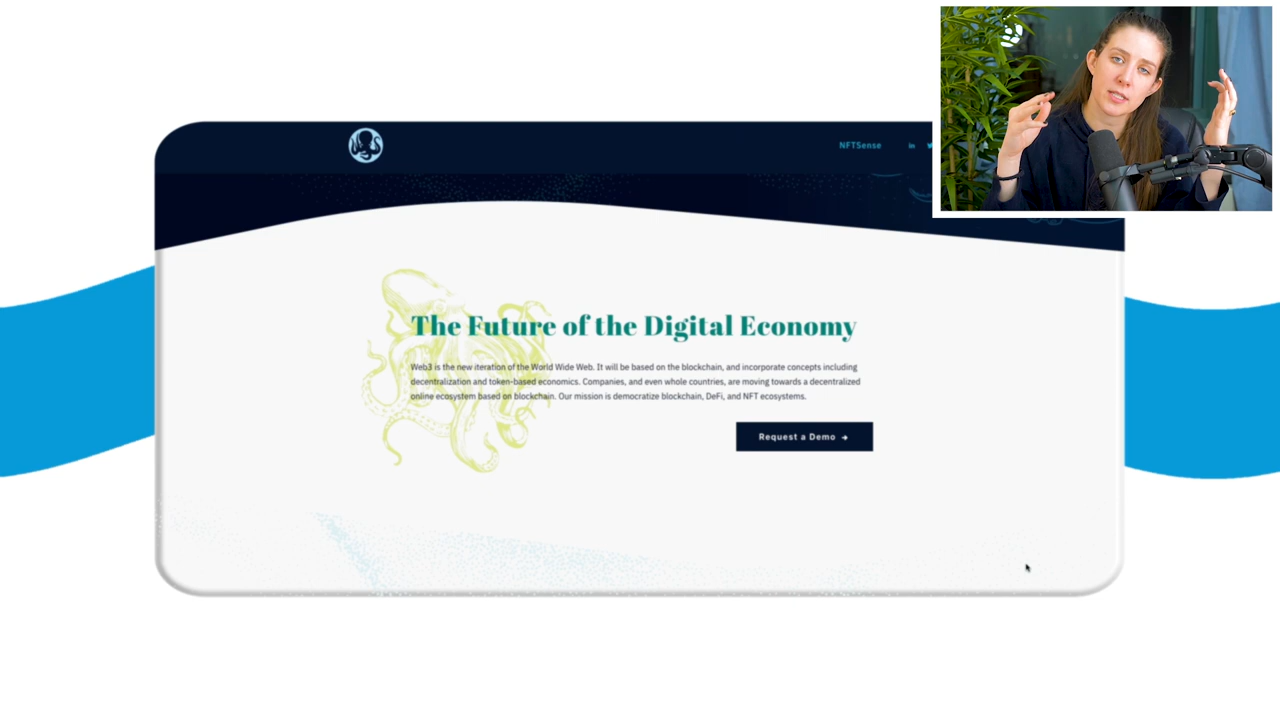 NFTSense
in
The Future of the Digital Economy
Web3 is the new iteration of the World Wide Web. It will be based on the blockchain, and incorporate concepts including
decentralization and token-based economics. Companies, and even whole countries, are moving towards a decentralized
online ecosystem based on blockchain. Our mission is democratize blockchain, DeFi, and NFT ecosystems.
Request a Demo →